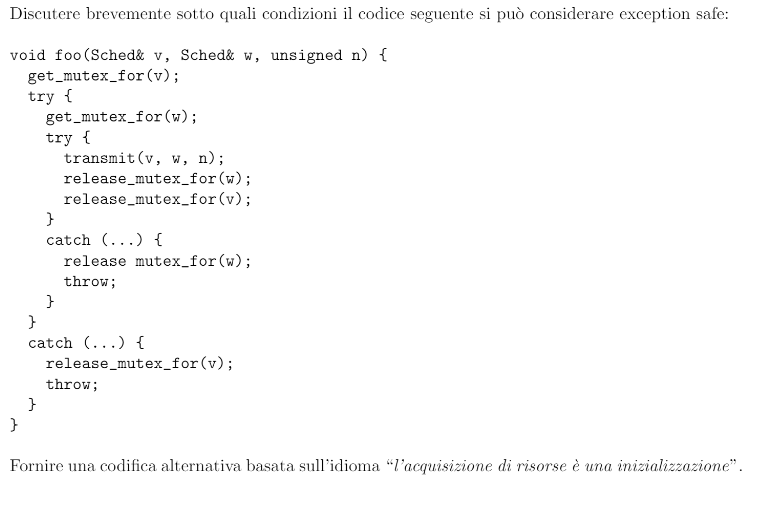 Discutere brevemente sotto quali condizioni il codice seguente si può considerare exception safe:
void foo(Sched& v, Sched& w, unsigned n) {
  get_mutex_for(v);
  try {
    get_mutex_for(w);
    try {
      transmit(v, w, n);
      release_mutex_for(w);
      release_mutex_for(v);
    }
    catch (...) {
      release mutex_for(w);
      throw;
    }
  }
  catch (...) {
    release_mutex_for(v);
    throw;
  }
}
Fornire una codifica alternativa basata sull'idioma “l'acquisizione di risorse è una inizializzazione”.